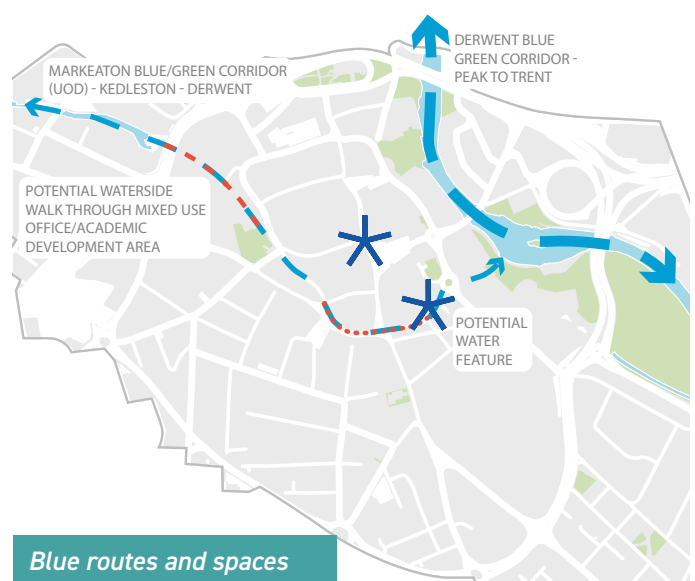 DERWENT BLUE
GREEN CORRIDOR -
PEAK TO TRENT
MARKEATON BLUE/GREEN CORRIDOR
(UOD) - KEDLESTON - DERWENT
POTENTIAL WATERSIDE
WALK THROUGH MIXED USE
OFFICE/ACADEMIC
DEVELOPMENT AREA
POTENTIAL
WATER
FEATURE
Blue routes and spaces